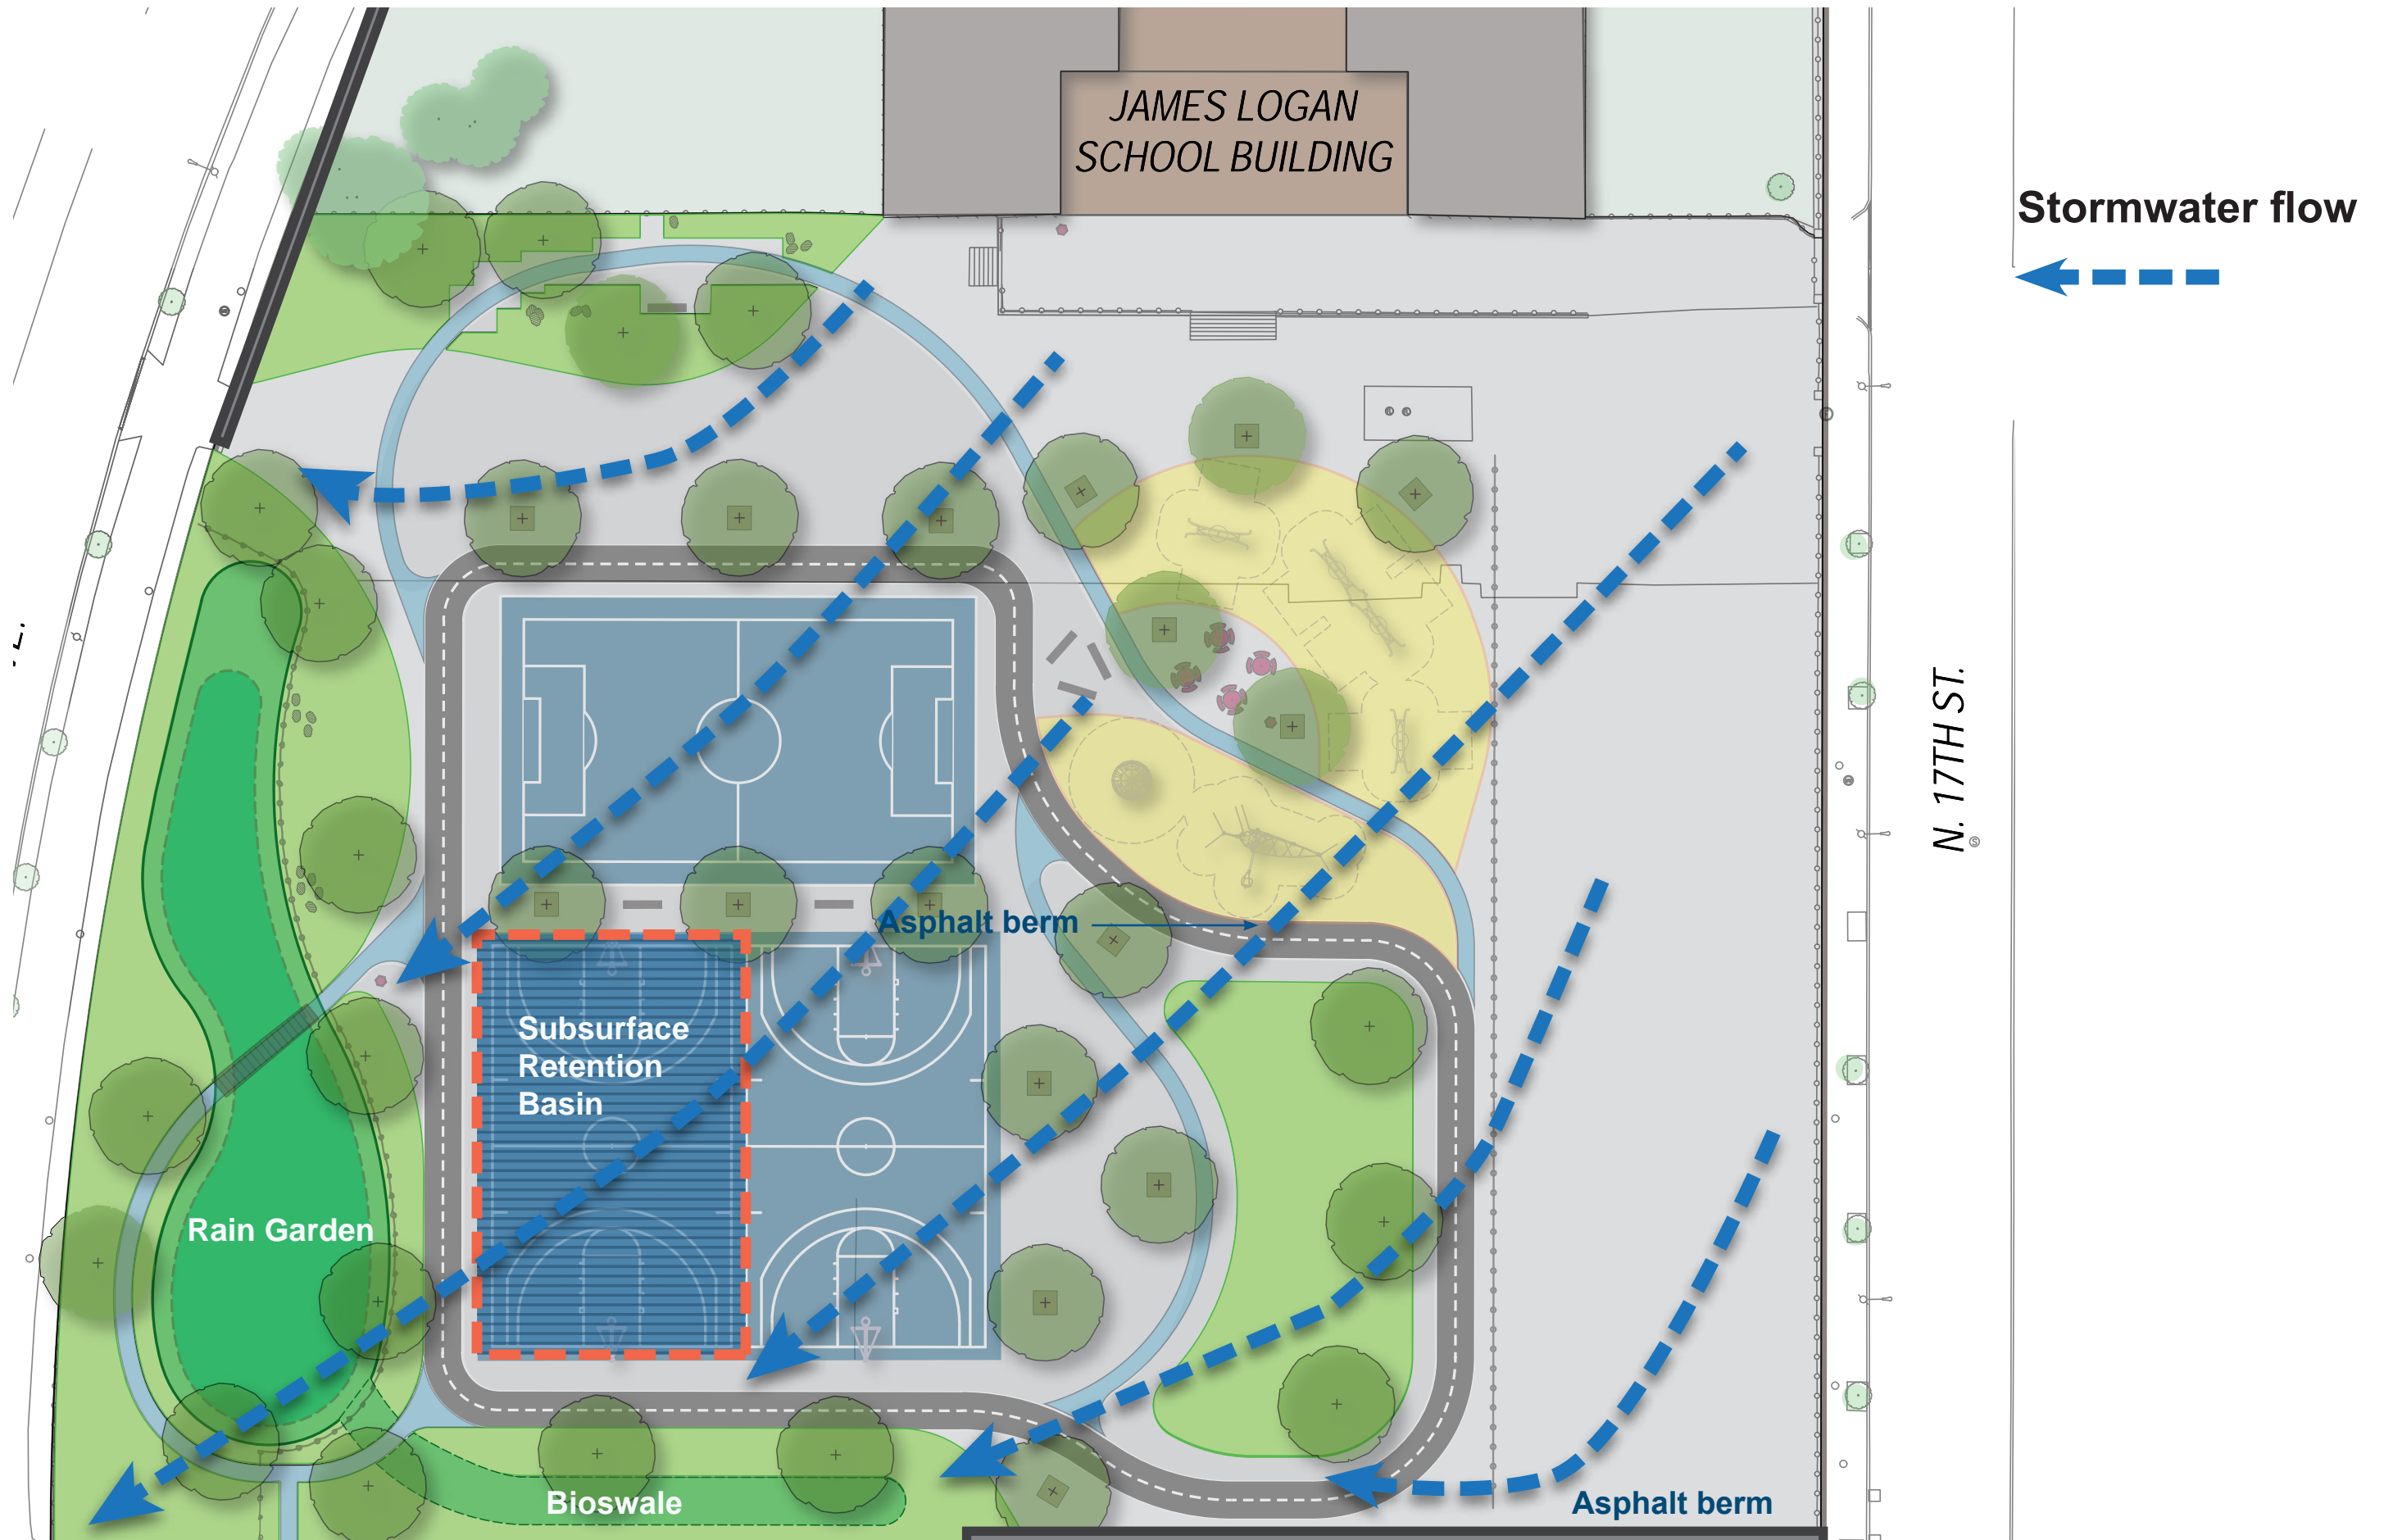 JAMES LOGAN
SCHOOL BUILDING
Stormwater flow
N. 17TH ST.
Asphalt berm
Subsurface
Retention
Basin
Rain Garden
Bioswale
Asphalt berm